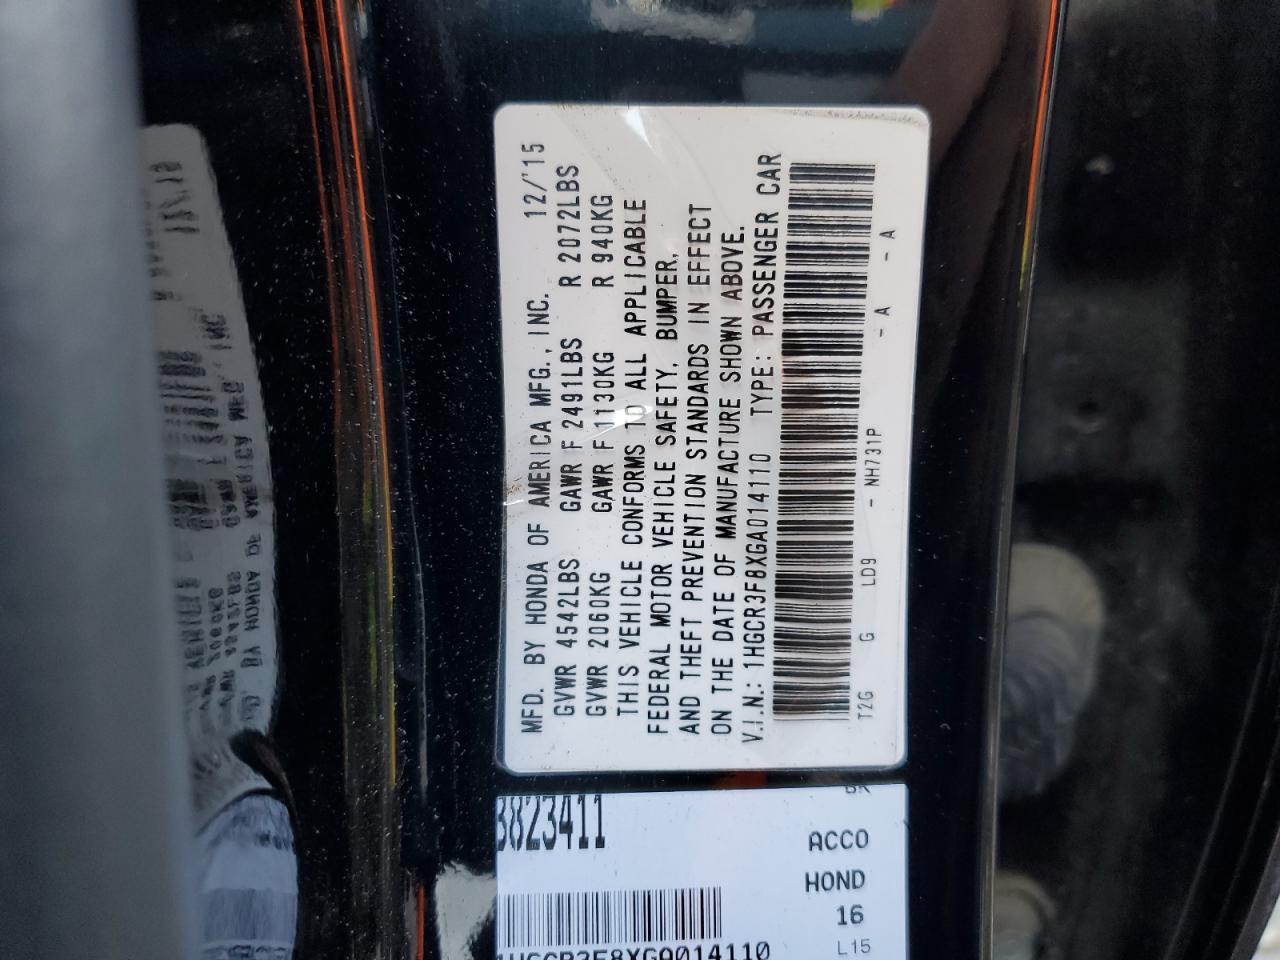 MFD. BY HONDA OF AMERICA MFG., INC. 12/'15
GVWR 4542LBS GAWR F 2491LBS R 2072LBS
GVWR 2060KG GAWR F 1130KG R 940KG
THIS VEHICLE CONFORMS TO ALL APPLICABLE
FEDERAL MOTOR VEHICLE SAFETY, BUMPER,
AND THEFT PREVENTION STANDARDS IN EFFECT
ON THE DATE OF MANUFACTURE SHOWN ABOVE.
V.I.N.: 1HGCR3F8XGA014110 TYPE: PASSENGER CAR
T2G G LD9 - NH731P - A - A
3823411
BK
ACCO
HOND
16
L15
1HGCR3F8XGA014110